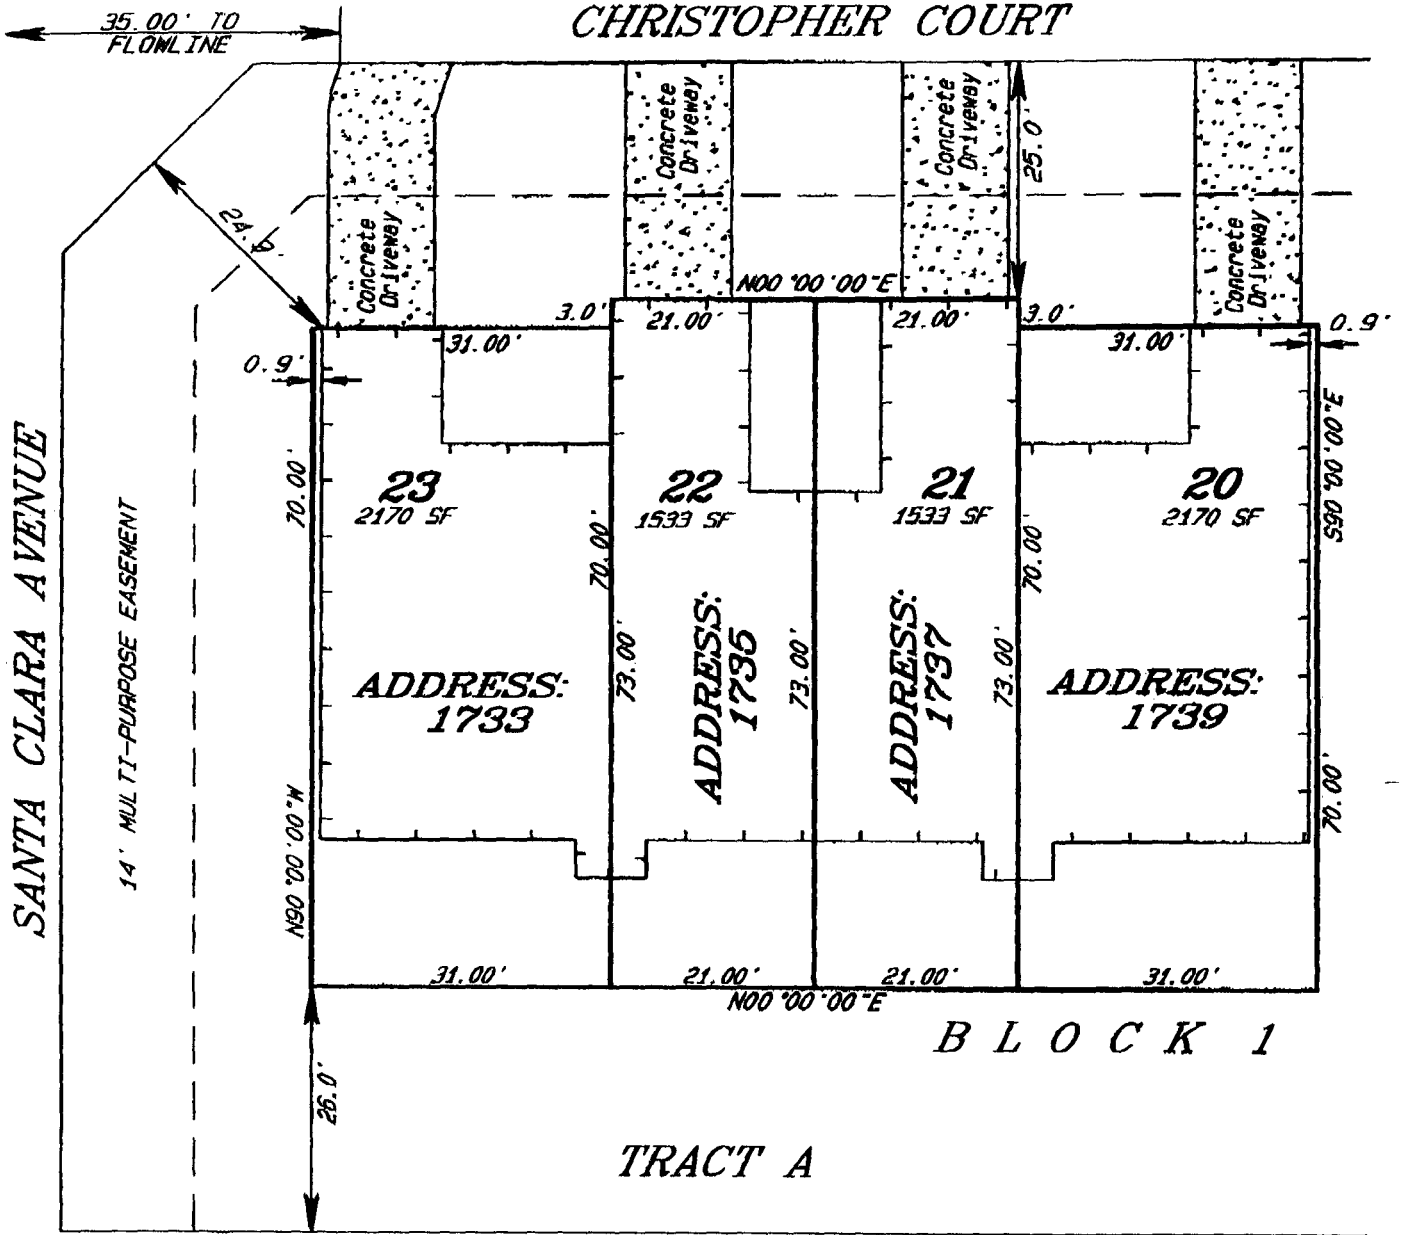 35.00' TO
FLOWLINE
CHRISTOPHER COURT
Concrete
Driveway
Concrete
Driveway
Concrete
Driveway
Concrete
Driveway
25.0'
24.9'
N00°00'00"E
3.0'
21.00'
21.00'
3.0'
31.00'
31.00'
0.9'
0.9'
S90°00'00"E
70.00'
23
2170 SF
22
1533 SF
21
1533 SF
20
2170 SF
70.00'
70.00'
SANTA CLARA AVENUE
14' MULTI-PURPOSE EASEMENT
ADDRESS:
1733
73.00'
ADDRESS:
1735
73.00'
ADDRESS:
1737
73.00'
ADDRESS:
1739
70.00'
N90°00'00"W
31.00'
21.00'
21.00'
31.00'
N00°00'00"E
BLOCK 1
26.0'
TRACT A